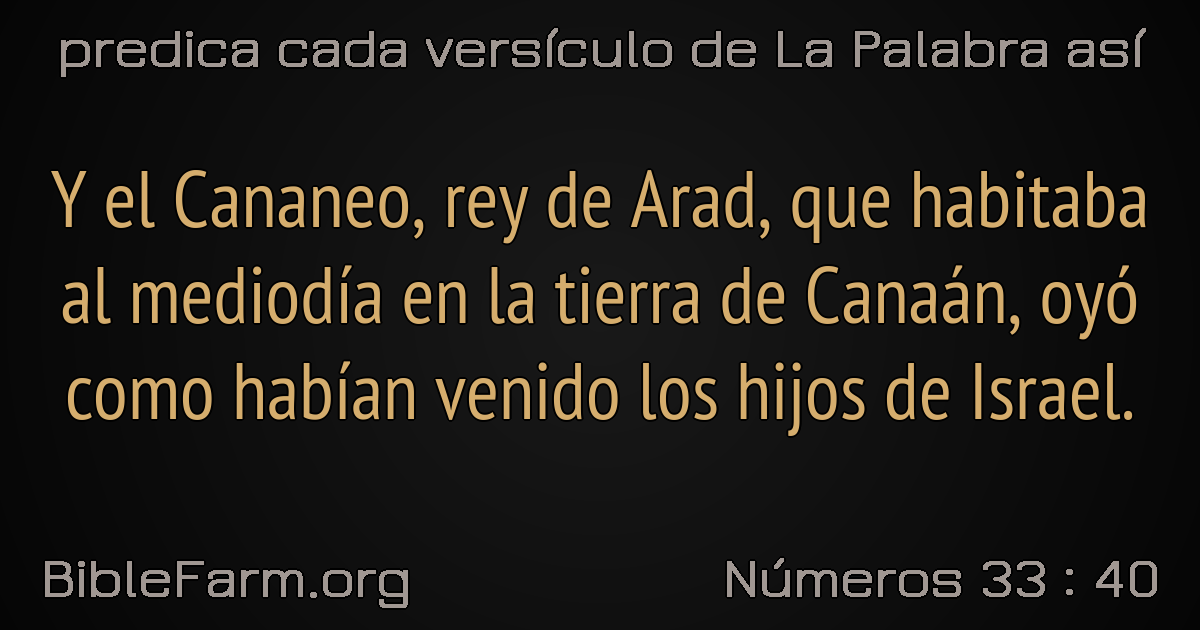 predica cada versículo de La Palabra así
Y el Cananeo, rey de Arad, que habitaba
al mediodía en la tierra de Canaán, oyó
como habían venido los hijos de Israel.
BibleFarm.org
Números 33 : 40